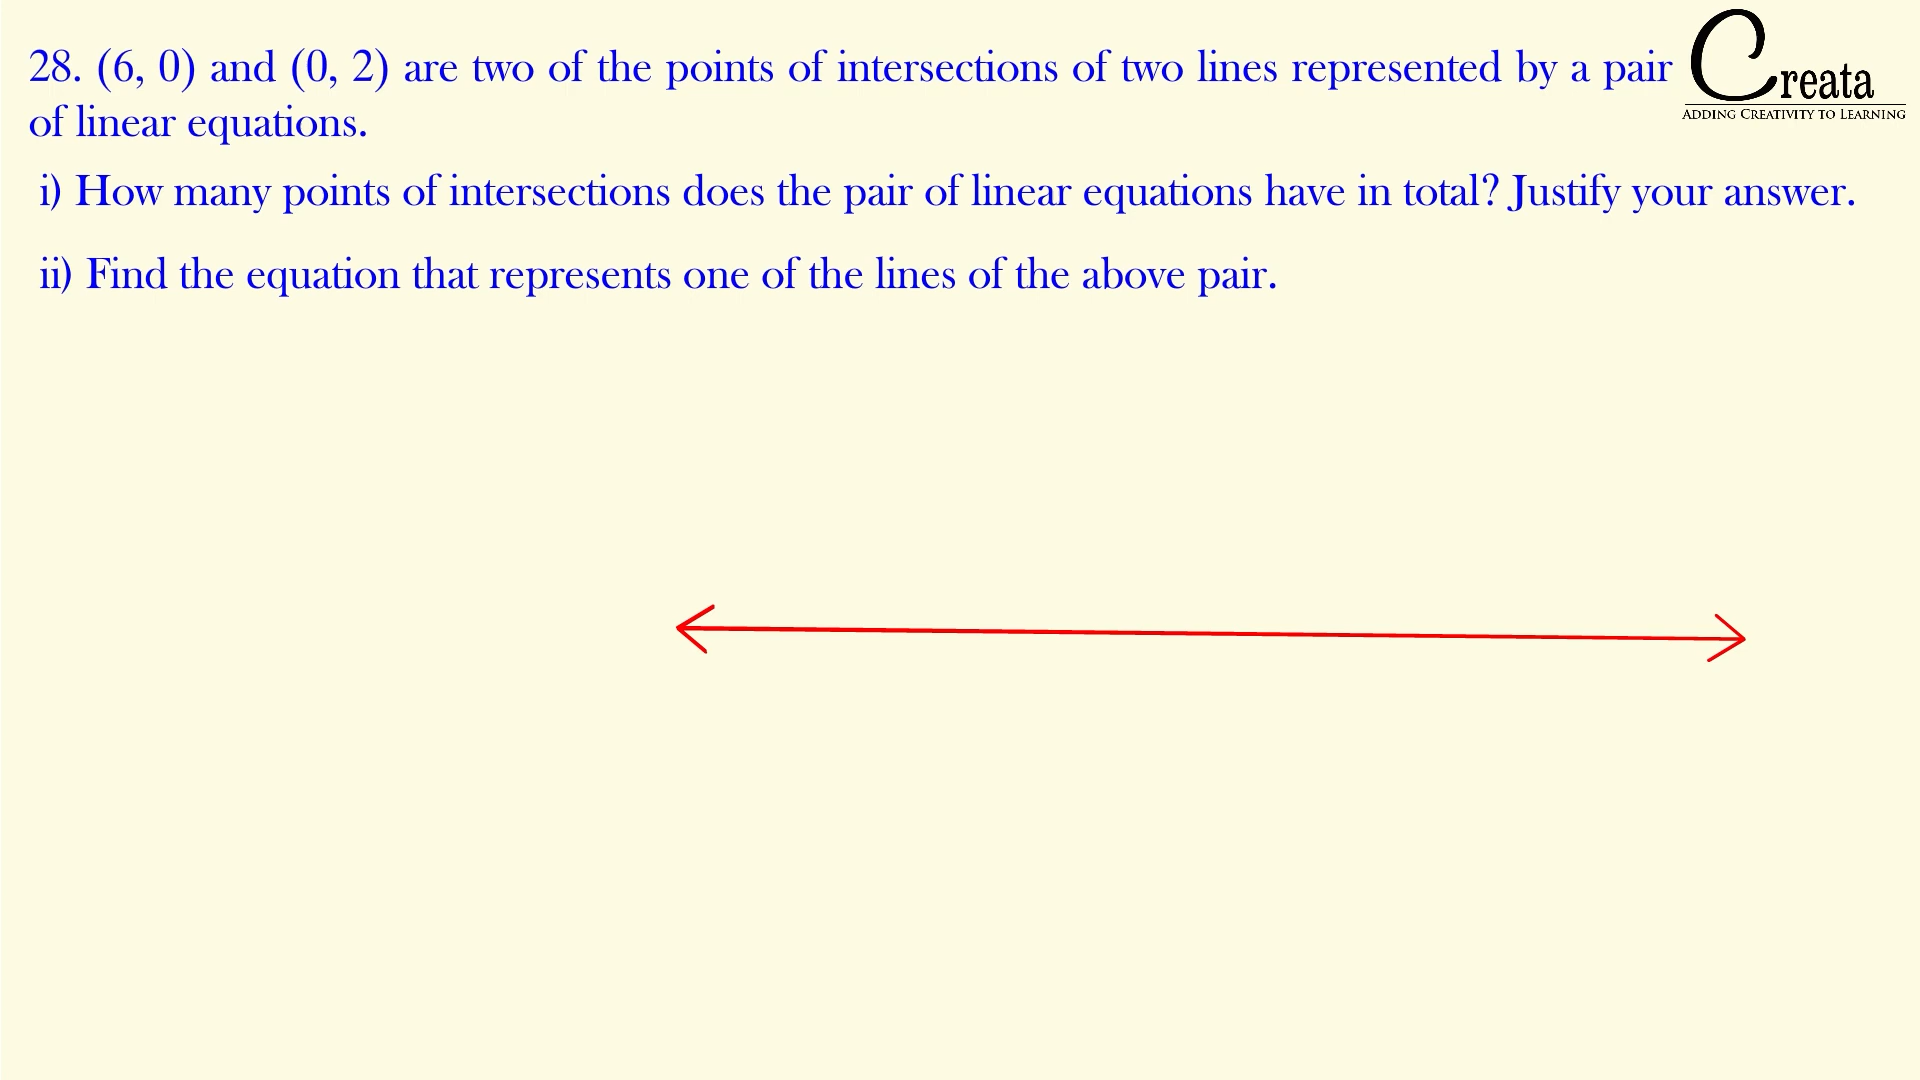 28. (6, 0) and (0, 2) are two of the points of intersections of two lines represented by a pair
of linear equations.
Creata
ADDING CREATIVITY TO LEARNING
i) How many points of intersections does the pair of linear equations have in total? Justify your answer.
ii) Find the equation that represents one of the lines of the above pair.